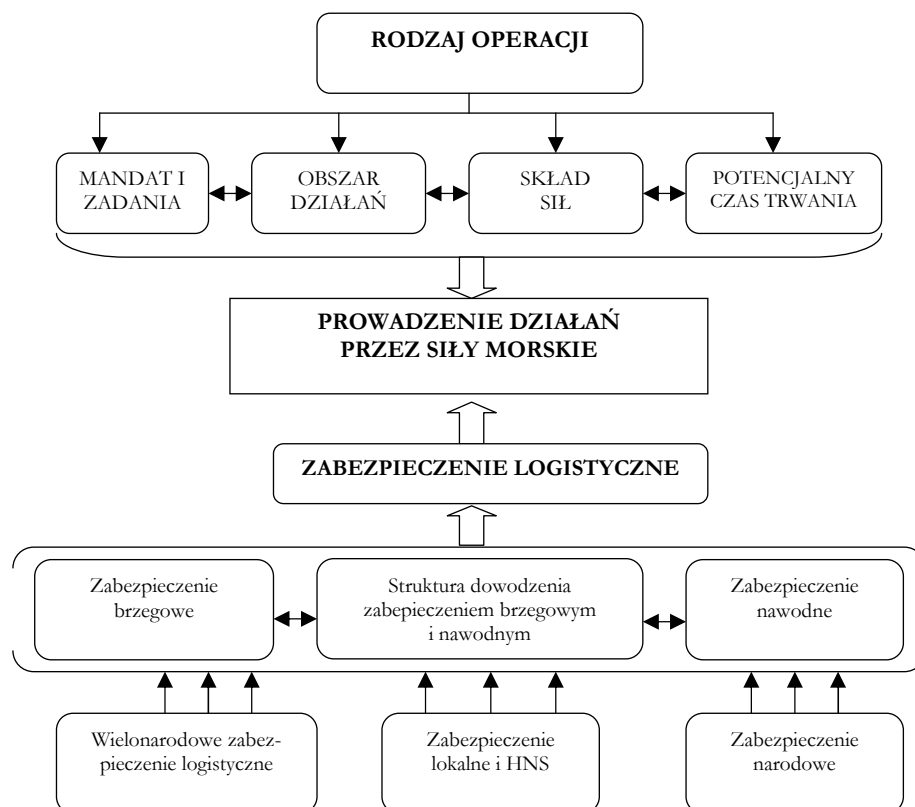 RODZAJ OPERACJI
MANDAT I
ZADANIA
OBSZAR
DZIAŁAŃ
SKŁAD
SIŁ
POTENCJALNY
CZAS TRWANIA
PROWADZENIE DZIAŁAŃ
PRZEZ SIŁY MORSKIE
ZABEZPIECZENIE LOGISTYCZNE
Zabezpieczenie
brzegowe
Struktura dowodzenia
zabepieczeniem brzegowym
i nawodnym
Zabezpieczenie
nawodne
Wielonarodowe zabez-
pieczenie logistyczne
Zabezpieczenie
lokalne i HNS
Zabezpieczenie
narodowe